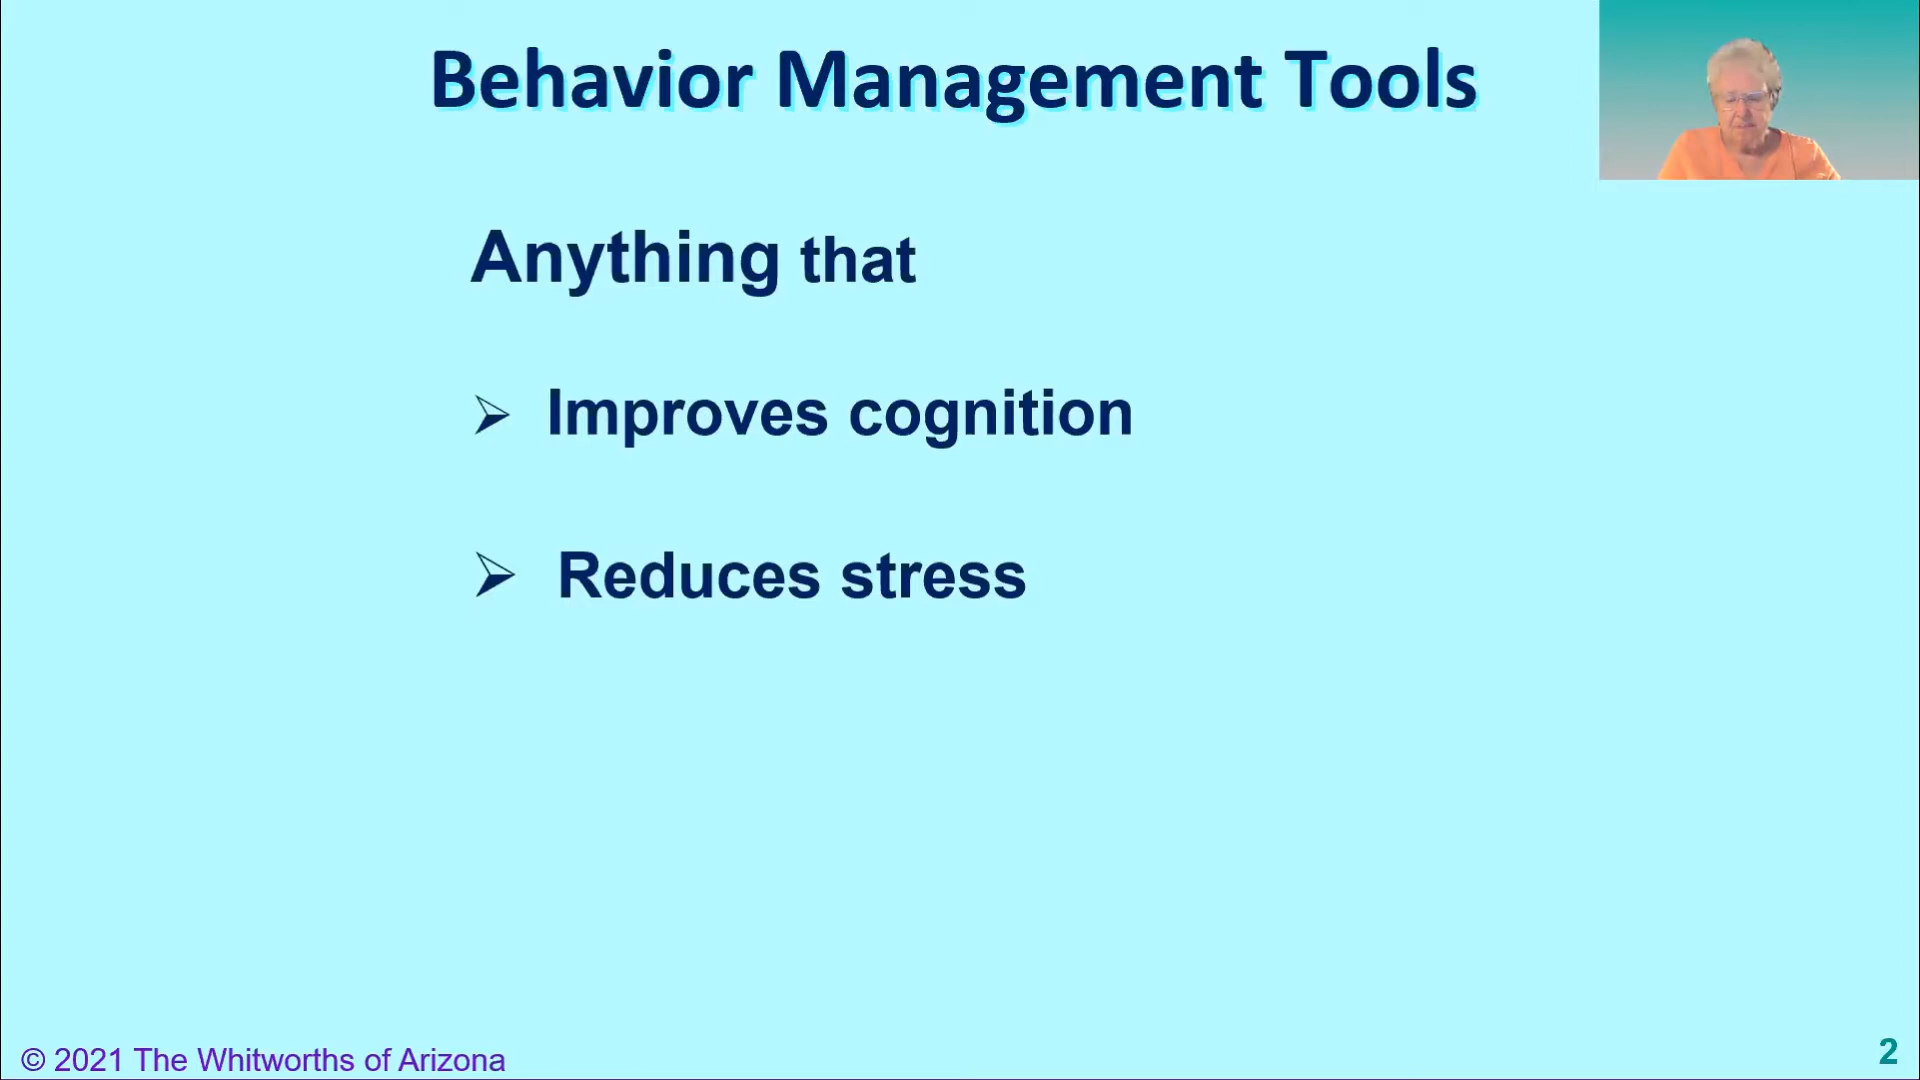 Behavior Management Tools
Anything that
➢ Improves cognition
➢ Reduces stress
© 2021 The Whitworths of Arizona
2